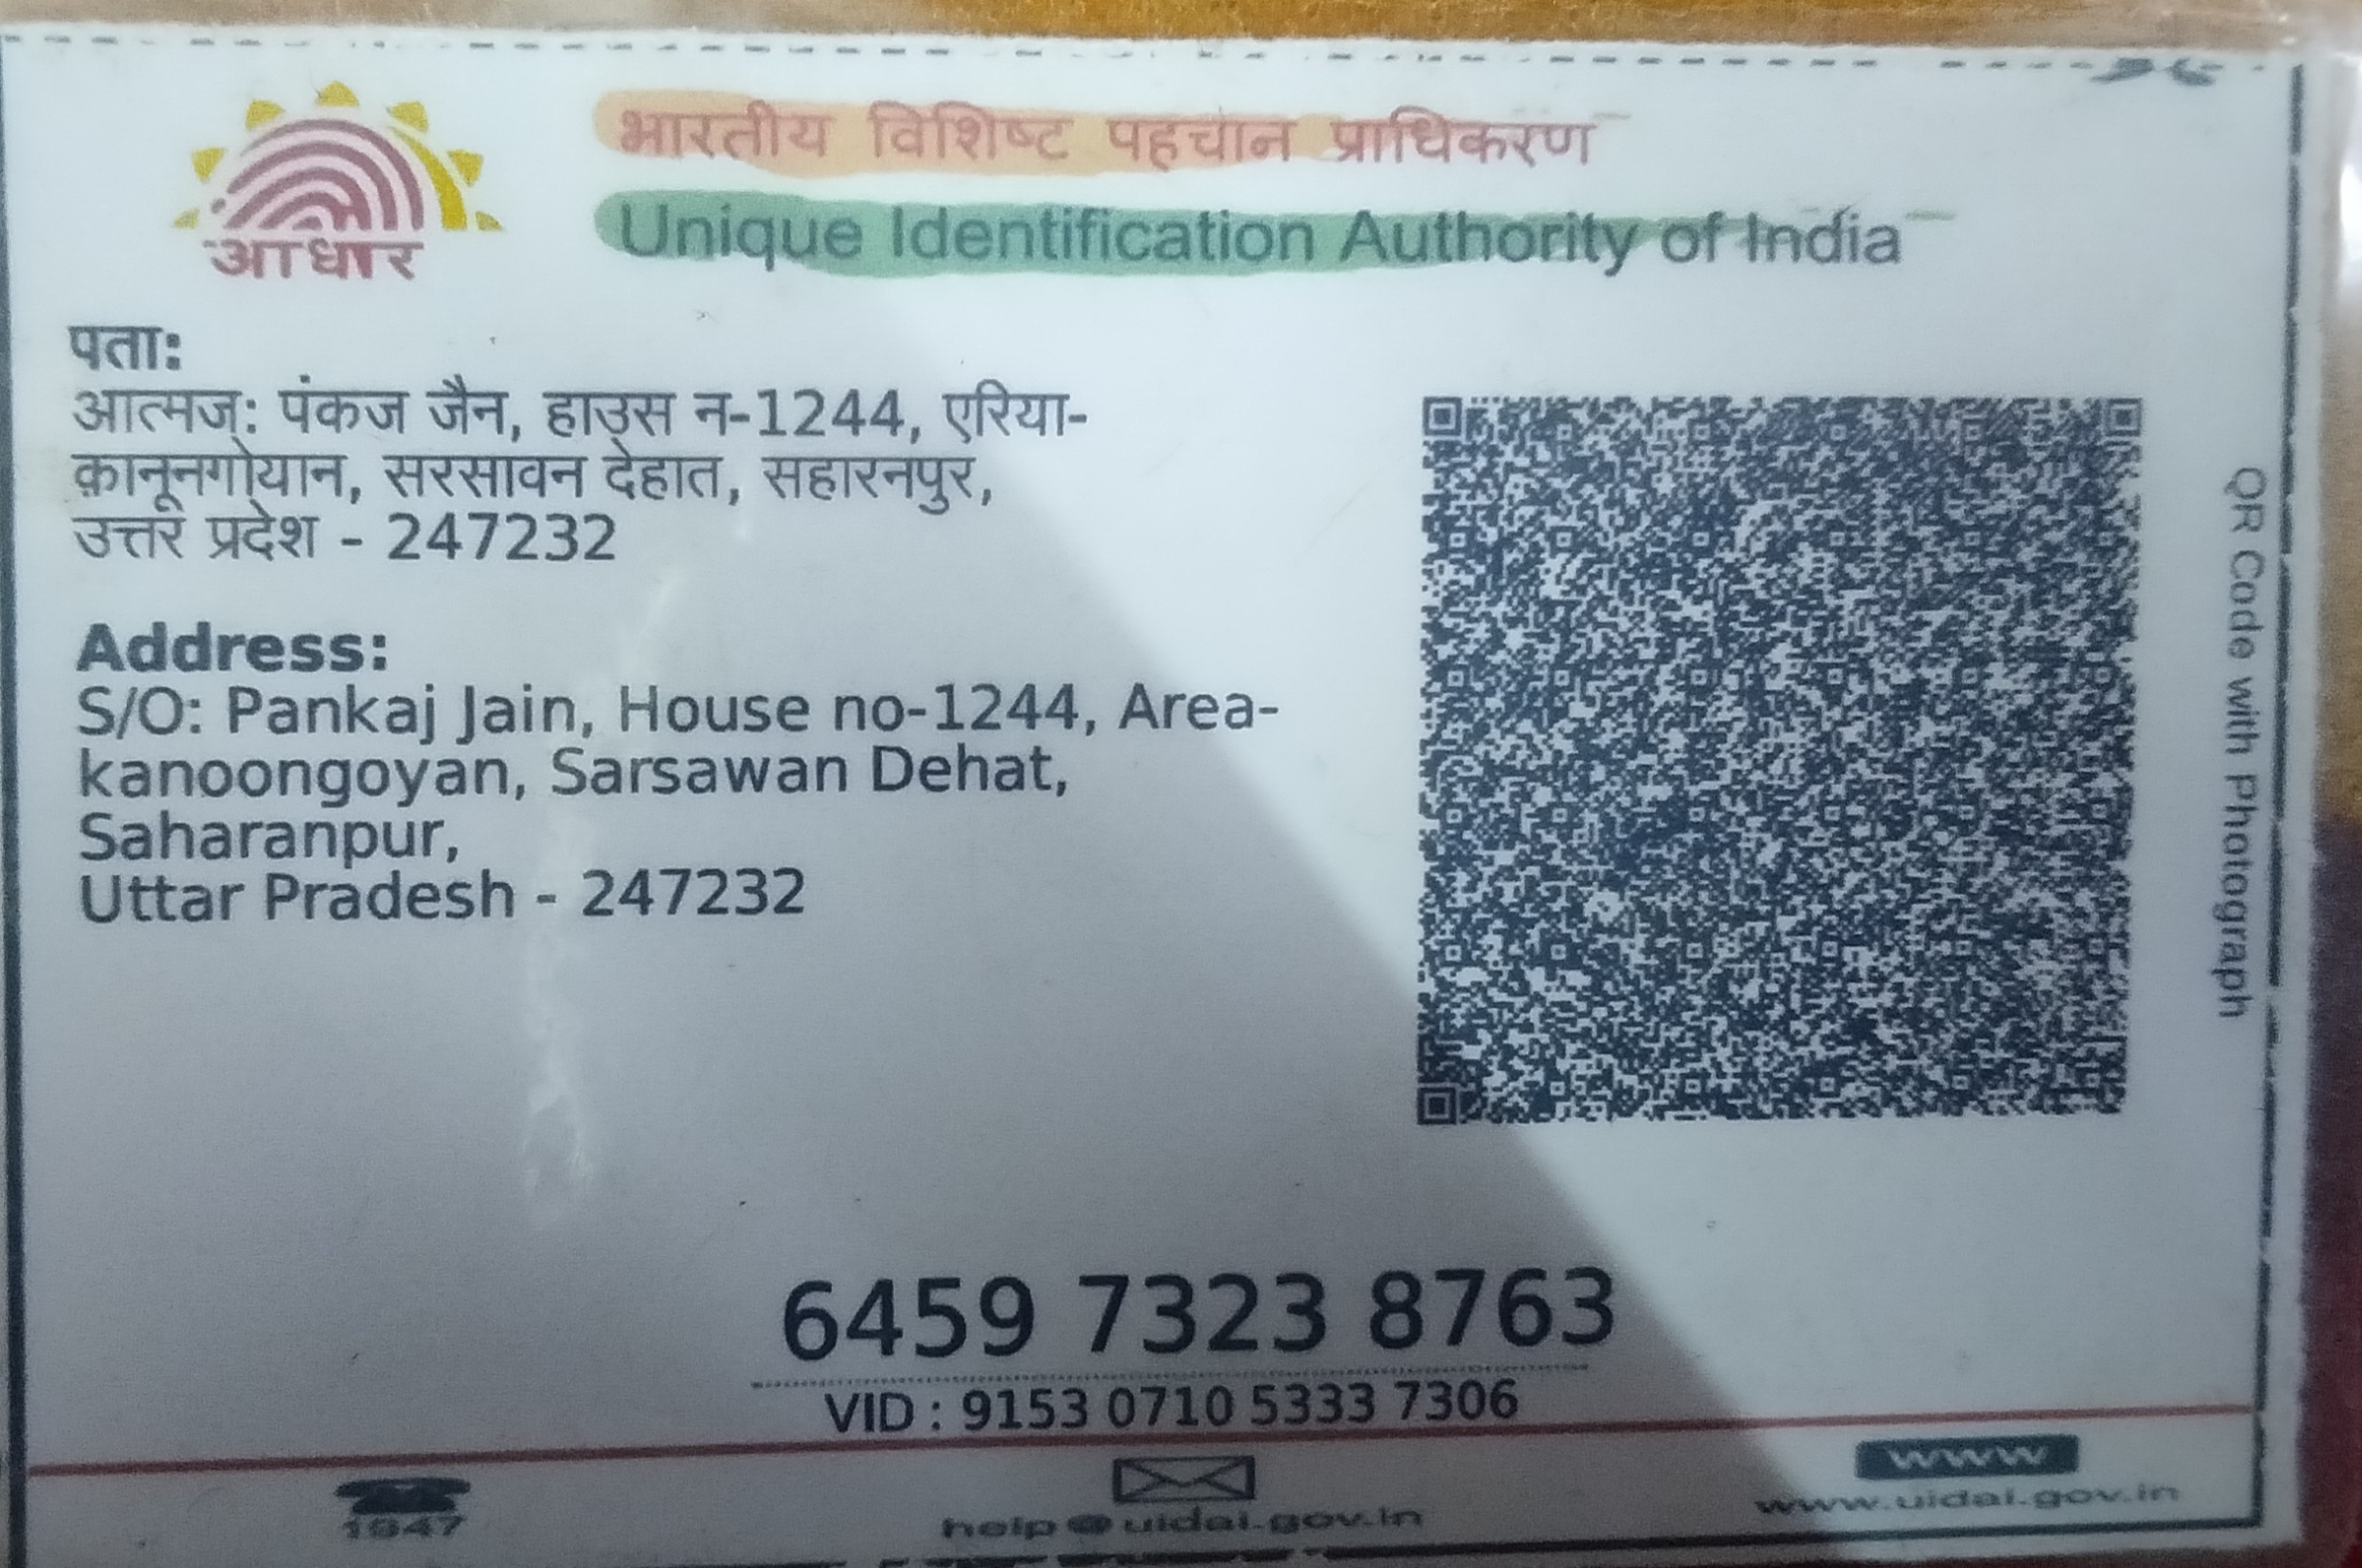 आधार
भारतीय विशिष्ट पहचान प्राधिकरण
Unique Identification Authority of India
पता:
आत्मज: पंकज जैन, हाउस न-1244, एरिया-
क़ानूनगोयान, सरसावन देहात, सहारनपुर,
उत्तर प्रदेश - 247232
Address:
S/O: Pankaj Jain, House no-1244, Area-
kanoongoyan, Sarsawan Dehat,
Saharanpur,
Uttar Pradesh - 247232
QR Code with Photograph
6459 7323 8763
VID : 9153 0710 5333 7306
1947
help@uidai.gov.in
www
www.uidai.gov.in